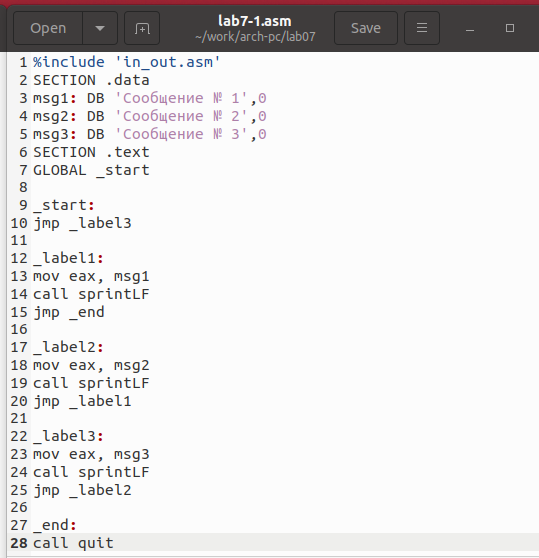 Open
lab7-1.asm
~/work/arch-pc/lab07
Save
1 %include 'in_out.asm'
2 SECTION .data
3 msg1: DB 'Сообщение № 1',0
4 msg2: DB 'Сообщение № 2',0
5 msg3: DB 'Сообщение № 3',0
6 SECTION .text
7 GLOBAL _start
8
9 _start:
10 jmp _label3
11
12 _label1:
13 mov eax, msg1
14 call sprintLF
15 jmp _end
16
17 _label2:
18 mov eax, msg2
19 call sprintLF
20 jmp _label1
21
22 _label3:
23 mov eax, msg3
24 call sprintLF
25 jmp _label2
26
27 _end:
28 call quit